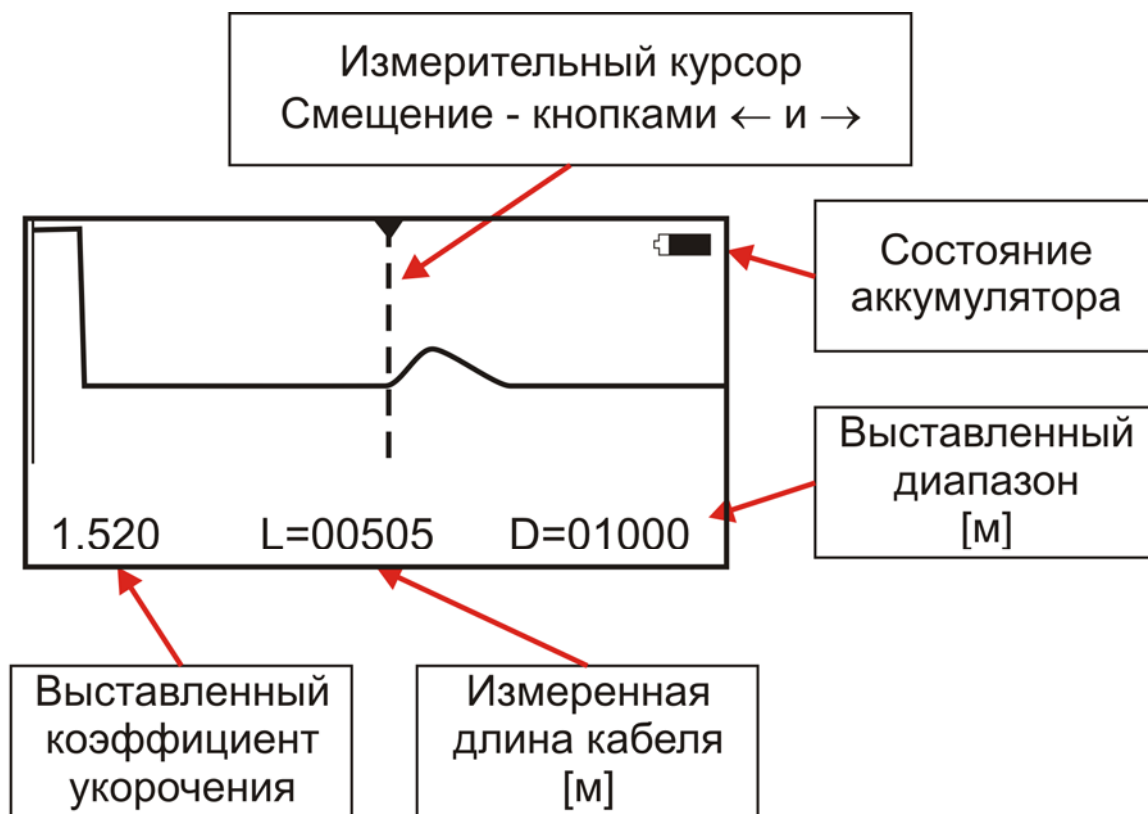 Измерительный курсор
Смещение - кнопками ← и →
Состояние
аккумулятора
Выставленный
диапазон
[м]
1.520 L=00505 D=01000
Выставленный
коэффициент
укорочения
Измеренная
длина кабеля
[м]